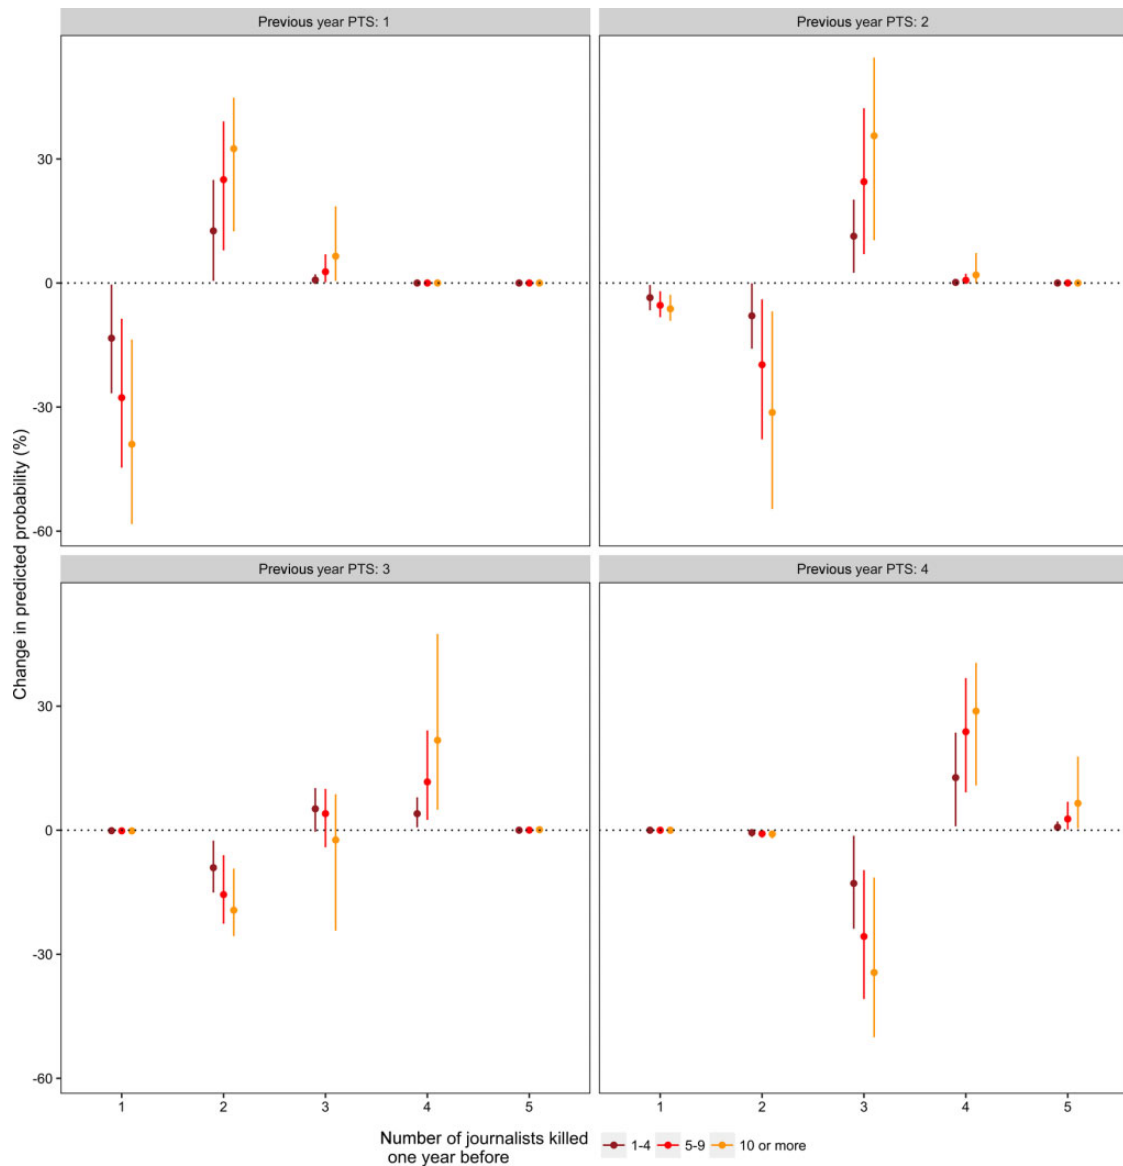 Previous year PTS: 1
Previous year PTS: 2
30
0
-30
-60
Previous year PTS: 3
Previous year PTS: 4
30
0
-30
-60
Change in predicted probability (%)
1 2 3 4 5
1 2 3 4 5
Number of journalists killed
one year before
1-4 5-9 10 or more